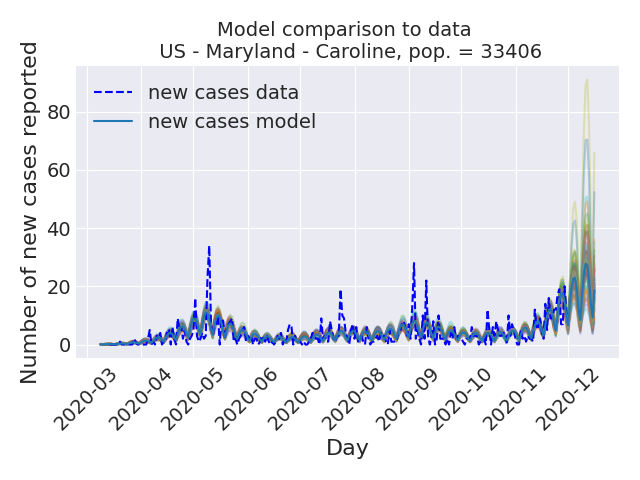 Model comparison to data
US - Maryland - Caroline, pop. = 33406
Number of new cases reported
80
60
40
20
0
new cases data
new cases model
2020-03
2020-04
2020-05
2020-06
2020-07
2020-08
2020-09
2020-10
2020-11
2020-12
Day